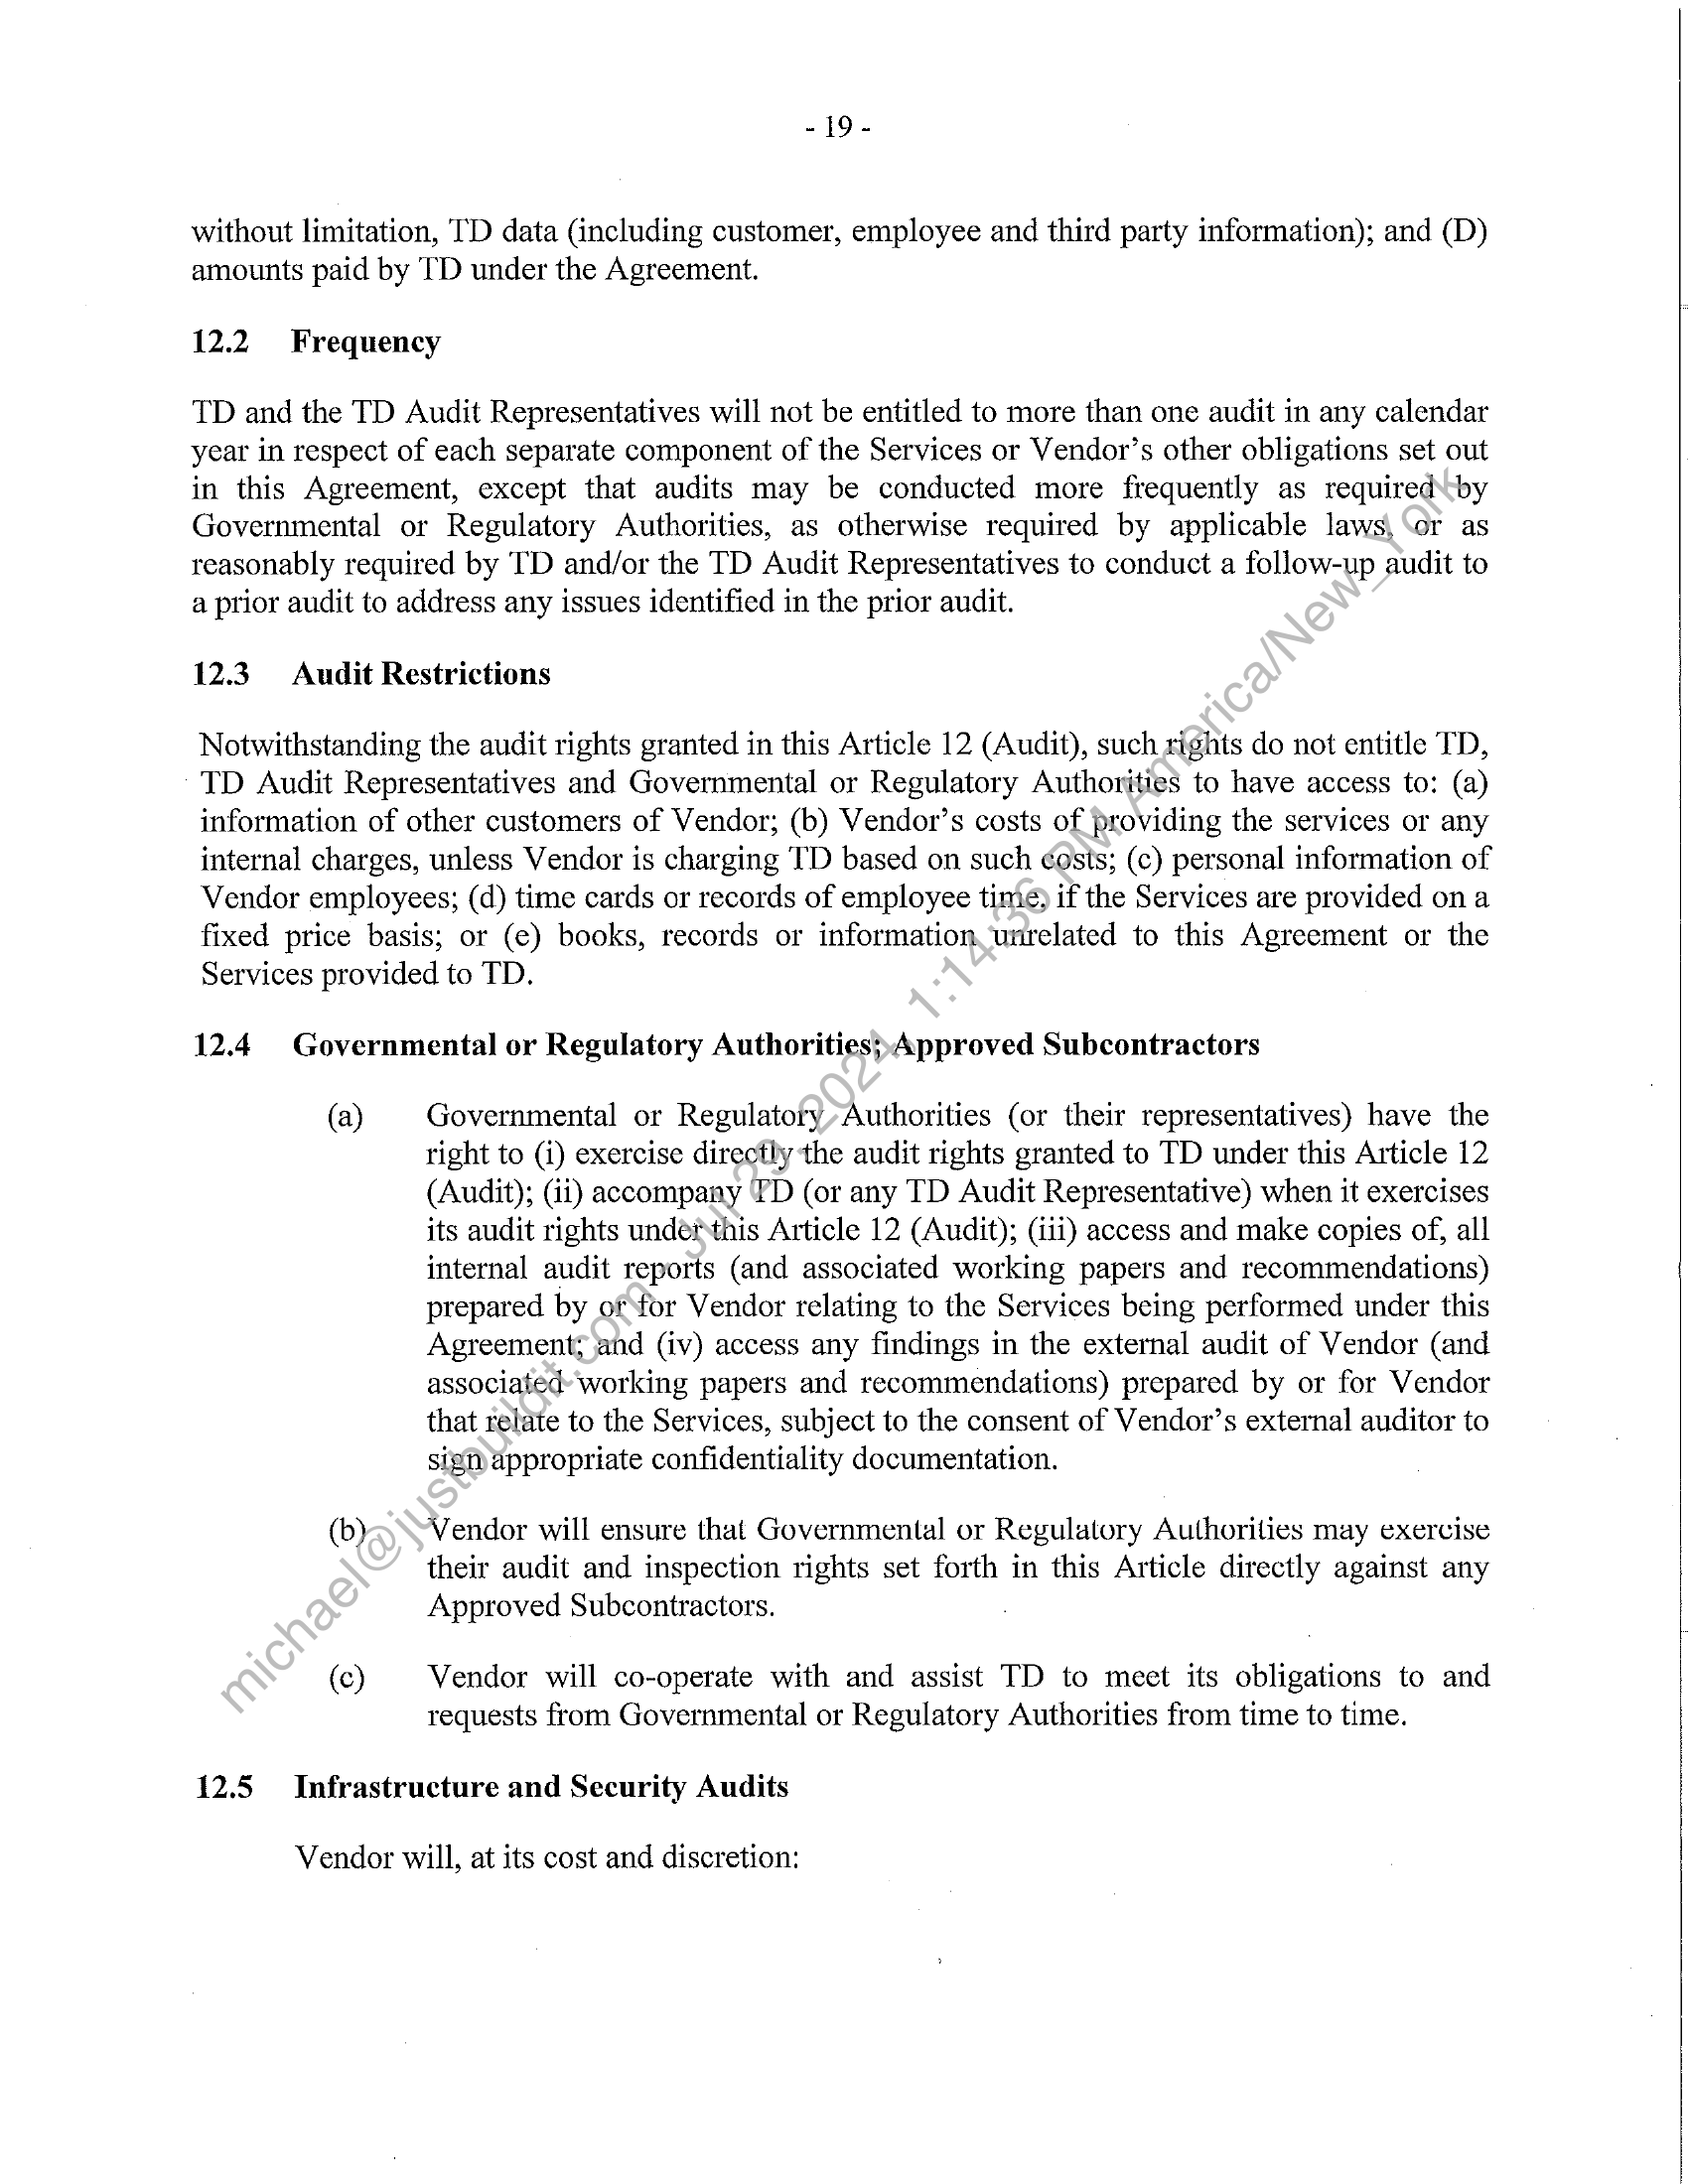 - 19 -
without limitation, TD data (including customer, employee and third party information); and (D)
amounts paid by TD under the Agreement.
12.2 Frequency
TD and the TD Audit Representatives will not be entitled to more than one audit in any calendar
year in respect of each separate component of the Services or Vendor's other obligations set out
in this Agreement, except that audits may be conducted more frequently as required by
Governmental or Regulatory Authorities, as otherwise required by applicable laws, or as
reasonably required by TD and/or the TD Audit Representatives to conduct a follow-up audit to
a prior audit to address any issues identified in the prior audit.
12.3 Audit Restrictions
Notwithstanding the audit rights granted in this Article 12 (Audit), such rights do not entitle TD,
TD Audit Representatives and Governmental or Regulatory Authorities to have access to: (a)
information of other customers of Vendor; (b) Vendor's costs of providing the services or any
internal charges, unless Vendor is charging TD based on such costs; (c) personal information of
Vendor employees; (d) time cards or records of employee time, if the Services are provided on a
fixed price basis; or (e) books, records or information unrelated to this Agreement or the
Services provided to TD.
12.4 Governmental or Regulatory Authorities; Approved Subcontractors
(a) Governmental or Regulatory Authorities (or their representatives) have the
right to (i) exercise directly the audit rights granted to TD under this Article 12
(Audit); (ii) accompany TD (or any TD Audit Representative) when it exercises
its audit rights under this Article 12 (Audit); (iii) access and make copies of, all
internal audit reports (and associated working papers and recommendations)
prepared by or for Vendor relating to the Services being performed under this
Agreement; and (iv) access any findings in the external audit of Vendor (and
associated working papers and recommendations) prepared by or for Vendor
that relate to the Services, subject to the consent of Vendor's external auditor to
sign appropriate confidentiality documentation.
(b) Vendor will ensure that Governmental or Regulatory Authorities may exercise
their audit and inspection rights set forth in this Article directly against any
Approved Subcontractors.
(c) Vendor will co-operate with and assist TD to meet its obligations to and
requests from Governmental or Regulatory Authorities from time to time.
12.5 Infrastructure and Security Audits
Vendor will, at its cost and discretion:
michael@justbuildit.com - Jul 29, 2024, 1:14:36 PM America/New_York